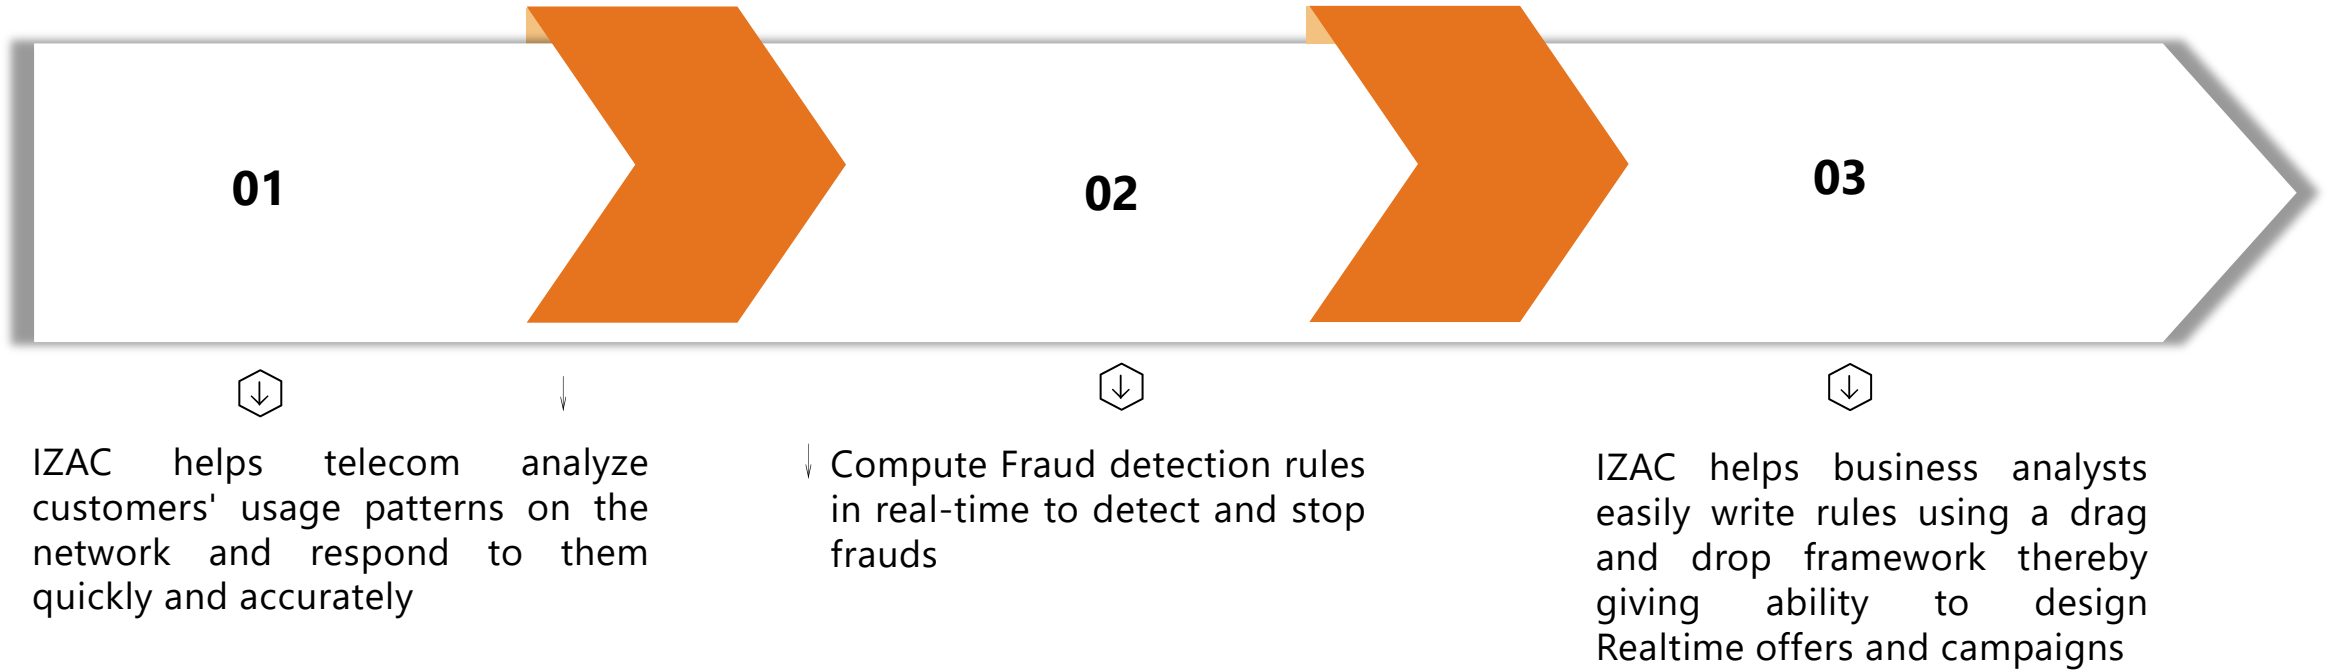 01
02
03
IZAC helps telecom analyze
customers' usage patterns on the
network and respond to them
quickly and accurately
Compute Fraud detection rules
in real-time to detect and stop
frauds
IZAC helps business analysts
easily write rules using a drag
and drop framework thereby
giving ability to design
Realtime offers and campaigns